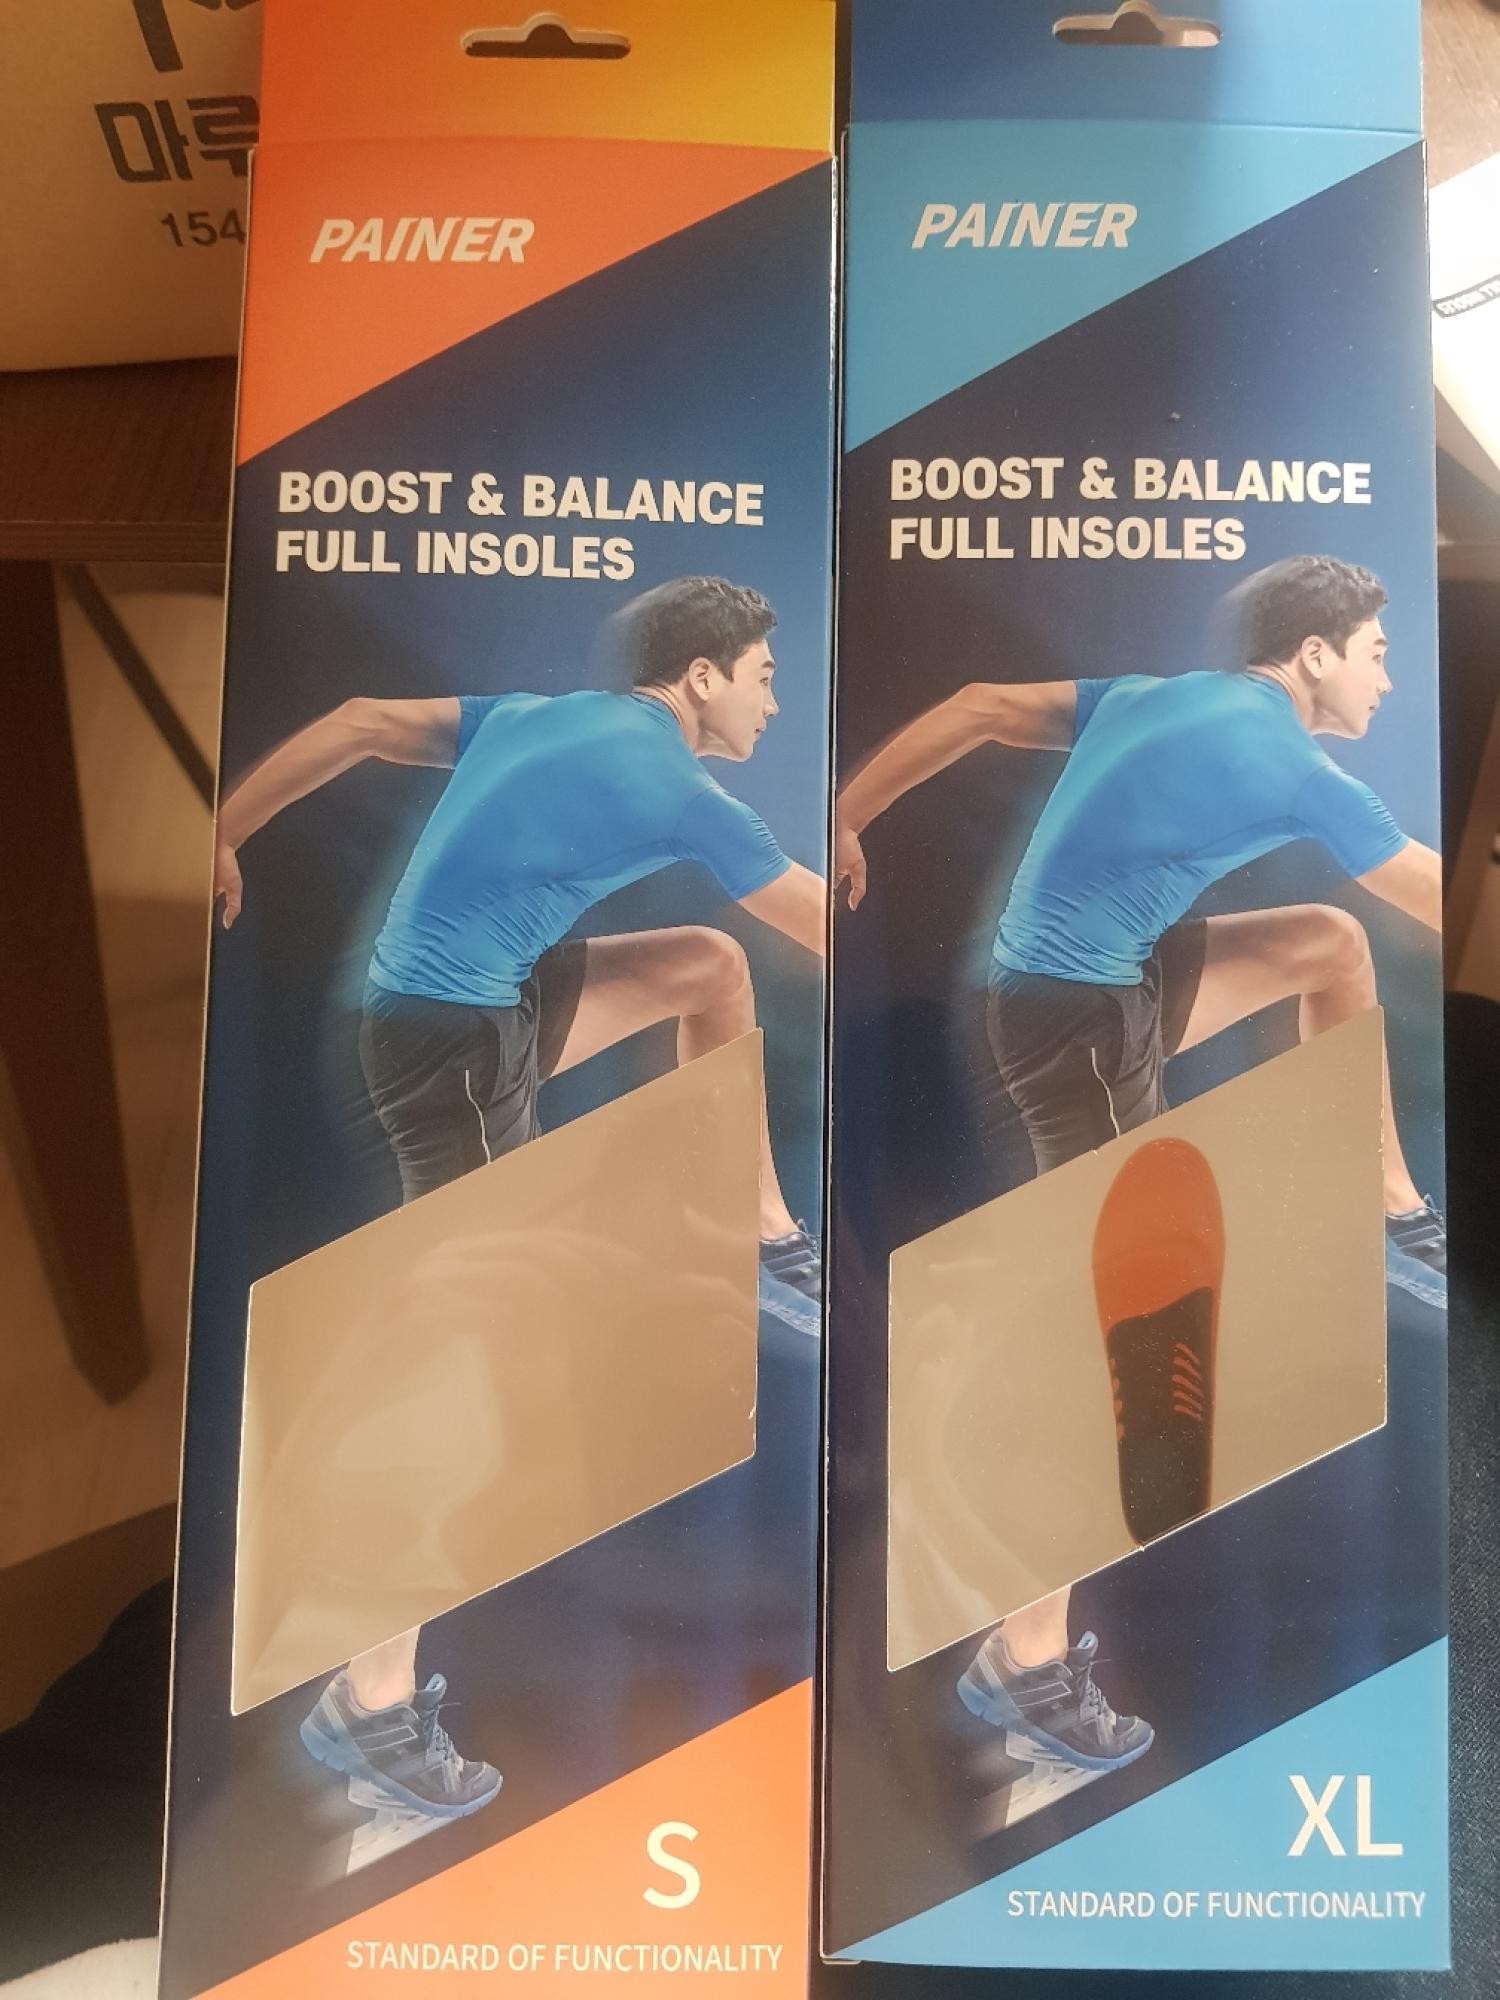 마루
154
PAINER
BOOST & BALANCE
FULL INSOLES
S
STANDARD OF FUNCTIONALITY
PAINER
BOOST & BALANCE
FULL INSOLES
XL
STANDARD OF FUNCTIONALITY